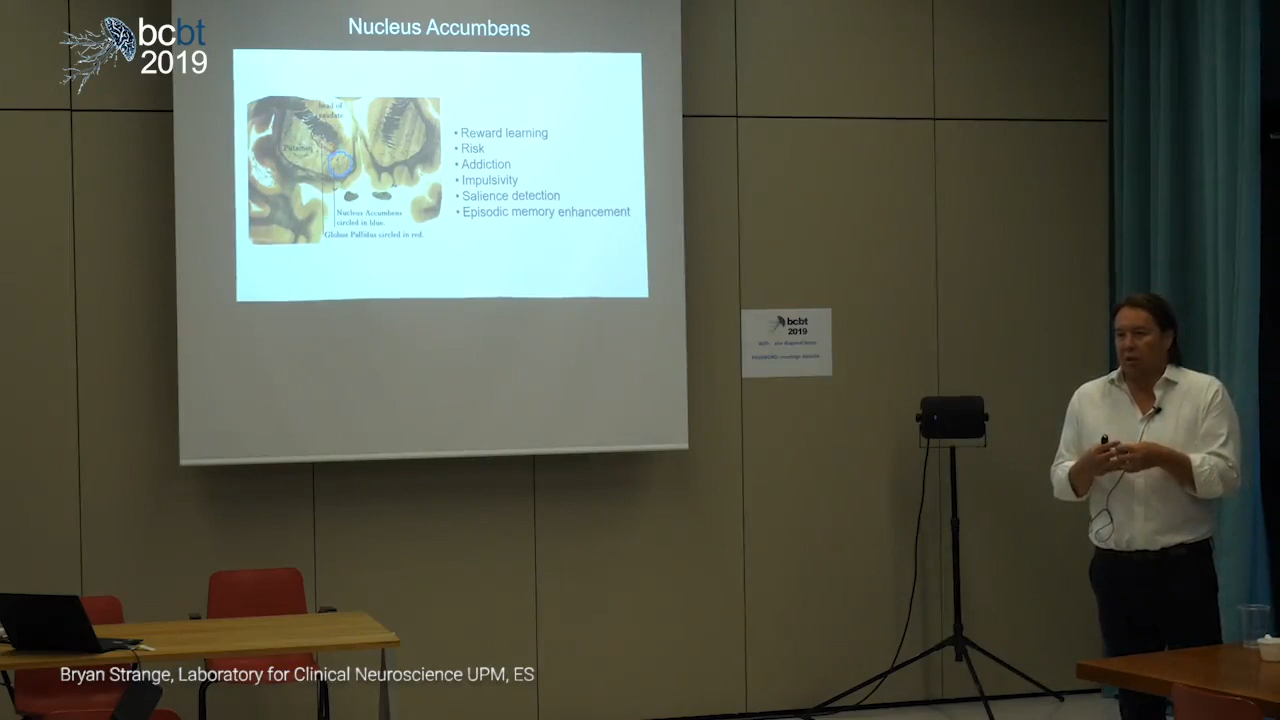 bcbt
2019
Nucleus Accumbens
head of
caudate
Putamen
Nucleus Accumbens
circled in blue.
Globus Pallidus circled in red.
• Reward learning
• Risk
• Addiction
• Impulsivity
• Salience detection
• Episodic memory enhancement
bcbt
2019
Bryan Strange, Laboratory for Clinical Neuroscience UPM, ES